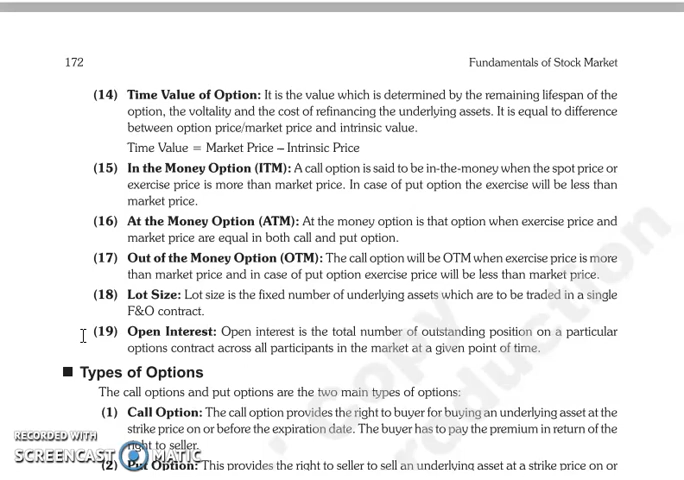 172
Fundamentals of Stock Market
(14) Time Value of Option: It is the value which is determined by the remaining lifespan of the
option, the voltality and the cost of refinancing the underlying assets. It is equal to difference
between option price/market price and intrinsic value.
Time Value = Market Price – Intrinsic Price
(15) In the Money Option (ITM): A call option is said to be in-the-money when the spot price or
exercise price is more than market price. In case of put option the exercise will be less than
market price.
(16) At the Money Option (ATM): At the money option is that option when exercise price and
market price are equal in both call and put option.
(17) Out of the Money Option (OTM): The call option will be OTM when exercise price is more
than market price and in case of put option exercise price will be less than market price.
(18) Lot Size: Lot size is the fixed number of underlying assets which are to be traded in a single
F&O contract.
(19) Open Interest: Open interest is the total number of outstanding position on a particular
options contract across all participants in the market at a given point of time.
■ Types of Options
The call options and put options are the two main types of options:
(1) Call Option: The call option provides the right to buyer for buying an underlying asset at the
strike price on or before the expiration date. The buyer has to pay the premium in return of the
right to seller.
(2) Put Option: This provides the right to seller to sell an underlying asset at a strike price on or
RECORDED WITH
SCREENCAST MATIC